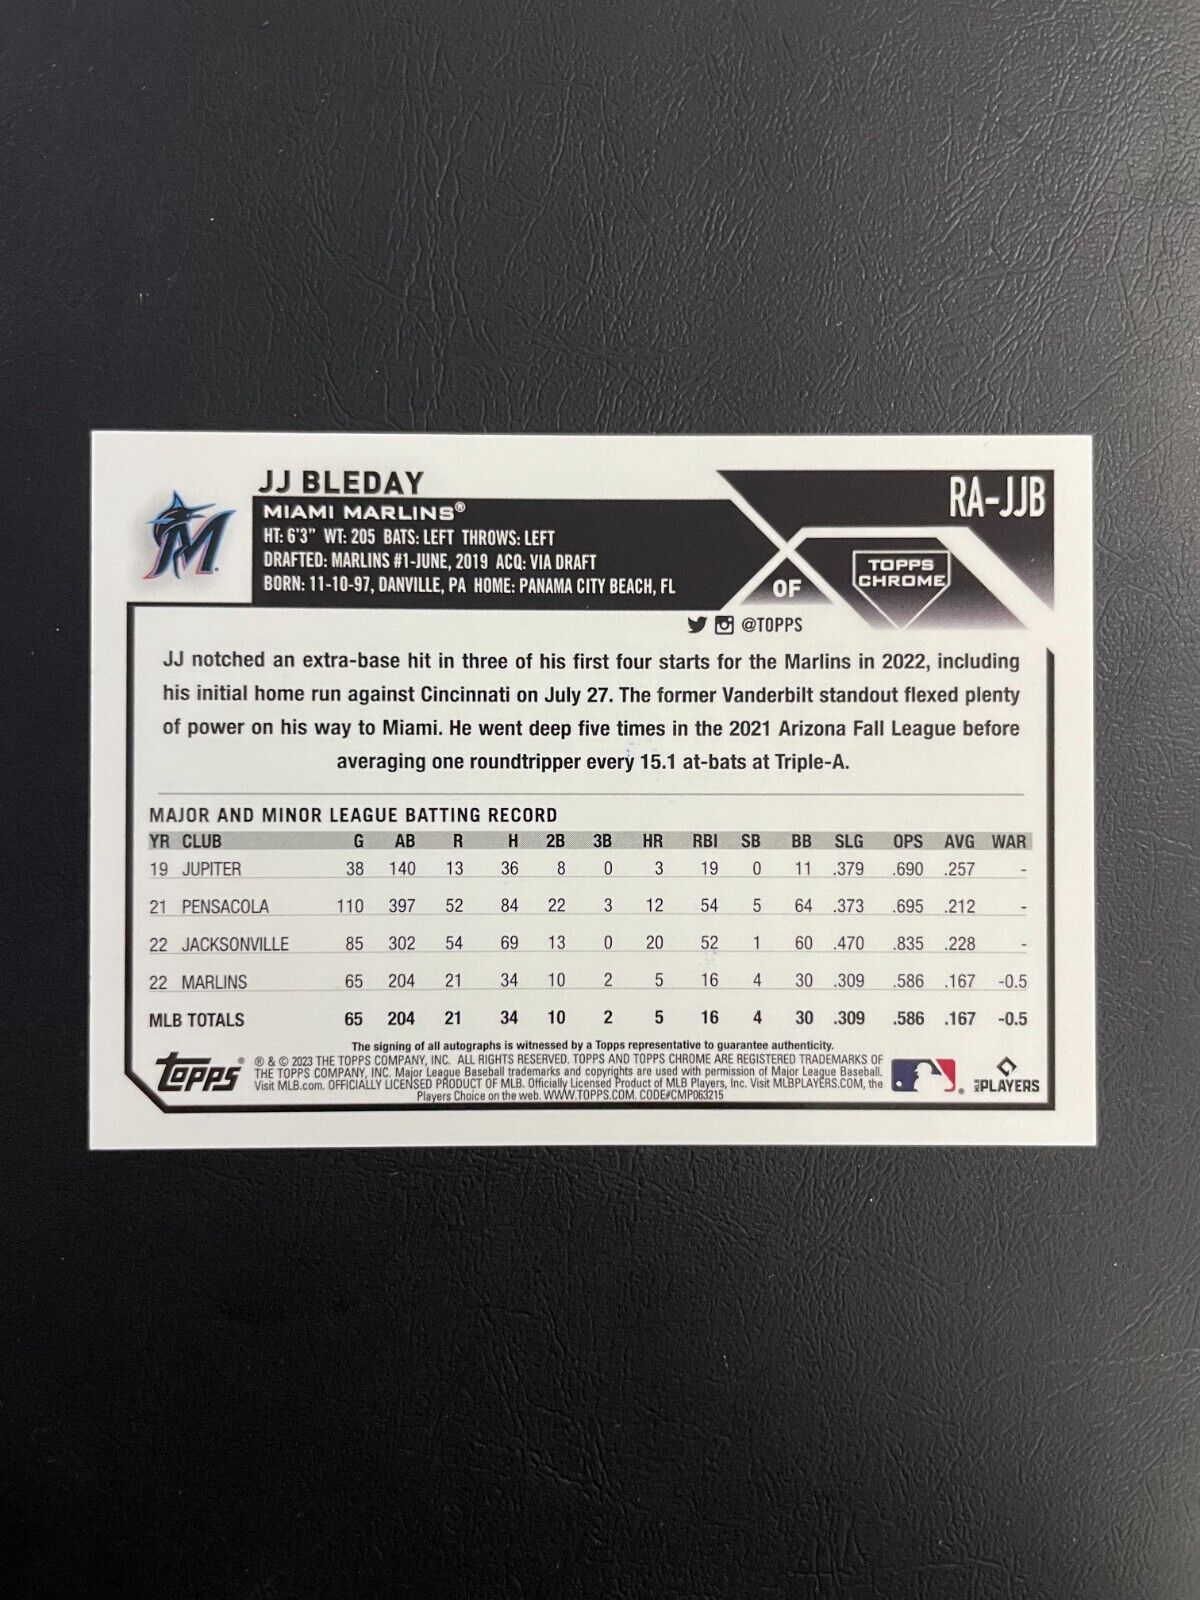 JJ BLEDAY
RA-JJB
MIAMI MARLINS®
HT: 6'3" WT: 205 BATS: LEFT THROWS: LEFT
DRAFTED: MARLINS #1-JUNE, 2019 ACQ: VIA DRAFT
BORN: 11-10-97, DANVILLE, PA HOME: PANAMA CITY BEACH, FL
OF
TOPPS
CHROME
@TOPPS
JJ notched an extra-base hit in three of his first four starts for the Marlins in 2022, including
his initial home run against Cincinnati on July 27. The former Vanderbilt standout flexed plenty
of power on his way to Miami. He went deep five times in the 2021 Arizona Fall League before
averaging one roundtripper every 15.1 at-bats at Triple-A.
MAJOR AND MINOR LEAGUE BATTING RECORD
YR CLUB G AB R H 2B 3B HR RBI SB BB SLG OPS AVG WAR
19 JUPITER 38 140 13 36 8 0 3 19 0 11 .379 .690 .257 -
21 PENSACOLA 110 397 52 84 22 3 12 54 5 64 .373 .695 .212 -
22 JACKSONVILLE 85 302 54 69 13 0 20 52 1 60 .470 .835 .228 -
22 MARLINS 65 204 21 34 10 2 5 16 4 30 .309 .586 .167 -0.5
MLB TOTALS 65 204 21 34 10 2 5 16 4 30 .309 .586 .167 -0.5
The signing of all autographs is witnessed by a Topps representative to guarantee authenticity.
Topps®
® & © 2023 THE TOPPS COMPANY, INC. ALL RIGHTS RESERVED. TOPPS AND TOPPS CHROME ARE REGISTERED TRADEMARKS OF
THE TOPPS COMPANY, INC. Major League Baseball trademarks and copyrights are used with permission of Major League Baseball.
Visit MLB.com. OFFICIALLY LICENSED PRODUCT OF MLB. Officially Licensed Product of MLB Players, Inc. Visit MLBPLAYERS.COM, the
Players Choice on the web. WWW.TOPPS.COM. CODE#CMP063215
MLB PLAYERS